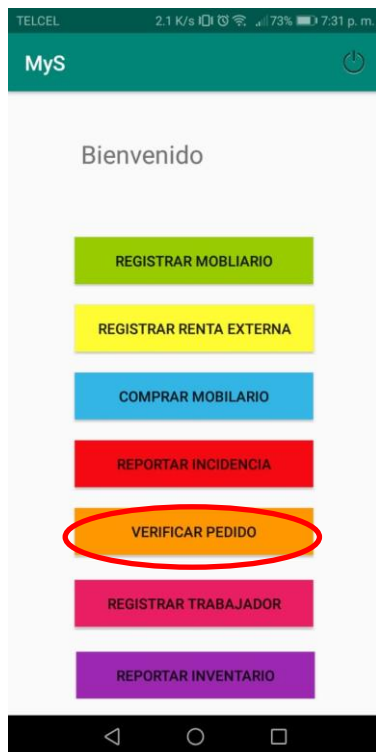 TELCEL 2.1 K/s 73% 7:31 p. m.
MyS
Bienvenido
REGISTRAR MOBLIARIO
REGISTRAR RENTA EXTERNA
COMPRAR MOBILARIO
REPORTAR INCIDENCIA
VERIFICAR PEDIDO
REGISTRAR TRABAJADOR
REPORTAR INVENTARIO